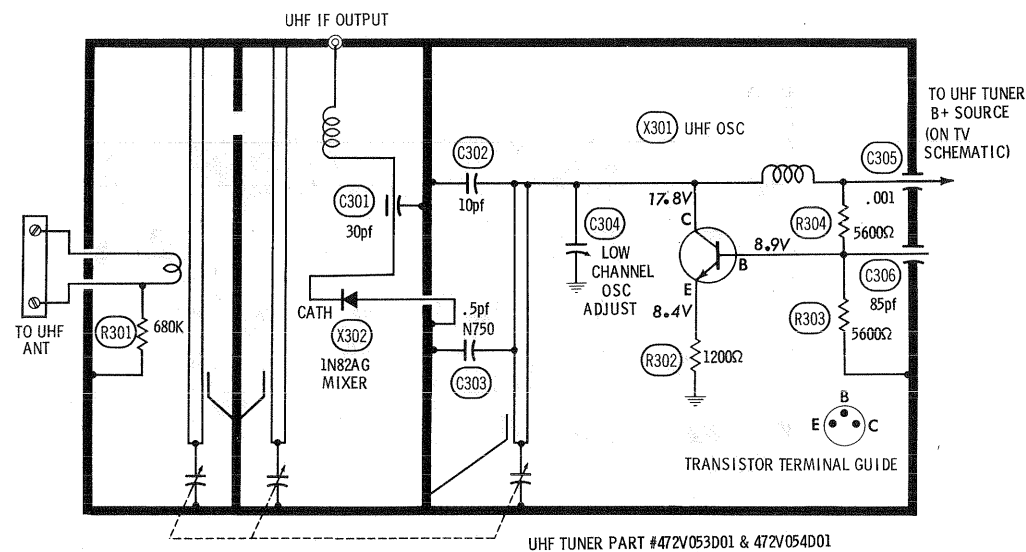 UHF IF OUTPUT
TO UHF TUNER
B+ SOURCE
(ON TV
SCHEMATIC)
X301 UHF OSC
C302
10pf
C305
.001
17.8V
C
C301
30pf
C304
LOW
CHANNEL
OSC
ADJUST
R304
5600Ω
8.9V
B
E
8.4V
C306
85pf
R303
5600Ω
TO UHF
ANT
R301
680K
CATH
X302
1N82AG
MIXER
.5pf
N750
C303
R302
1200Ω
B
E
C
TRANSISTOR TERMINAL GUIDE
UHF TUNER PART #472V053D01 & 472V054D01